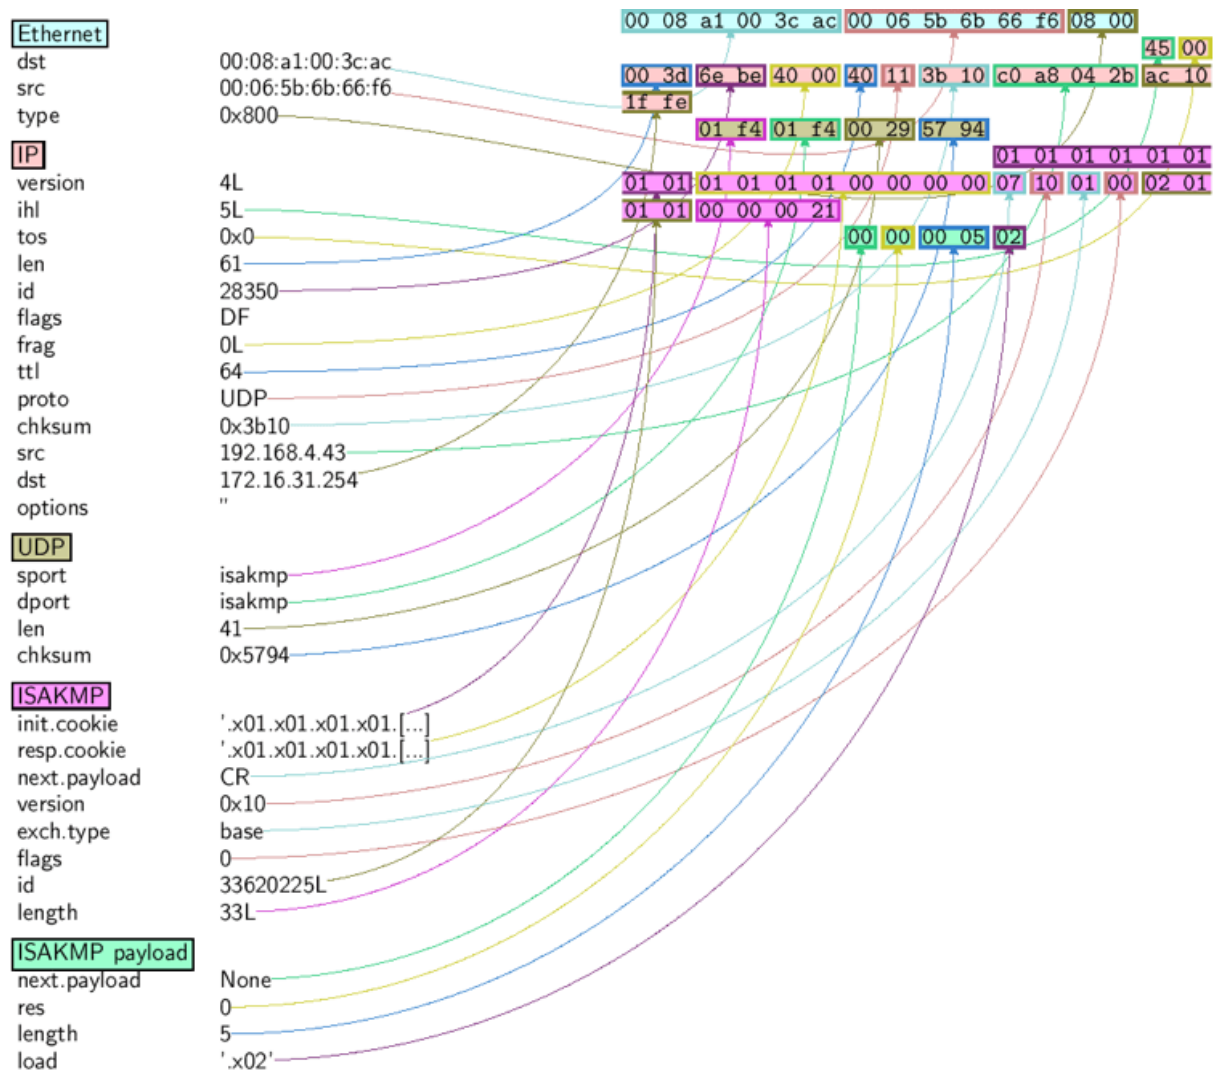 Ethernet
dst 00:08:a1:00:3c:ac
src 00:06:5b:6b:66:f6
type 0x800
IP
version 4L
ihl 5L
tos 0x0
len 61
id 28350
flags DF
frag 0L
ttl 64
proto UDP
chksum 0x3b10
src 192.168.4.43
dst 172.16.31.254
options ''
UDP
sport isakmp
dport isakmp
len 41
chksum 0x5794
ISAKMP
init.cookie '.x01.x01.x01.x01.[...]
resp.cookie '.x01.x01.x01.x01.[...]
next.payload CR
version 0x10
exch.type base
flags 0
id 33620225L
length 33L
ISAKMP payload
next.payload None
res 0
length 5
load '.x02'
00 08 a1 00 3c ac 00 06 5b 6b 66 f6 08 00
45 00
00 3d 6e be 40 00 40 11 3b 10 c0 a8 04 2b ac 10
1f fe
01 f4 01 f4 00 29 57 94
01 01 01 01 01 01
01 01 01 01 01 01 00 00 00 00 07 10 01 00 02 01
01 01 00 00 00 21
00 00 00 05 02